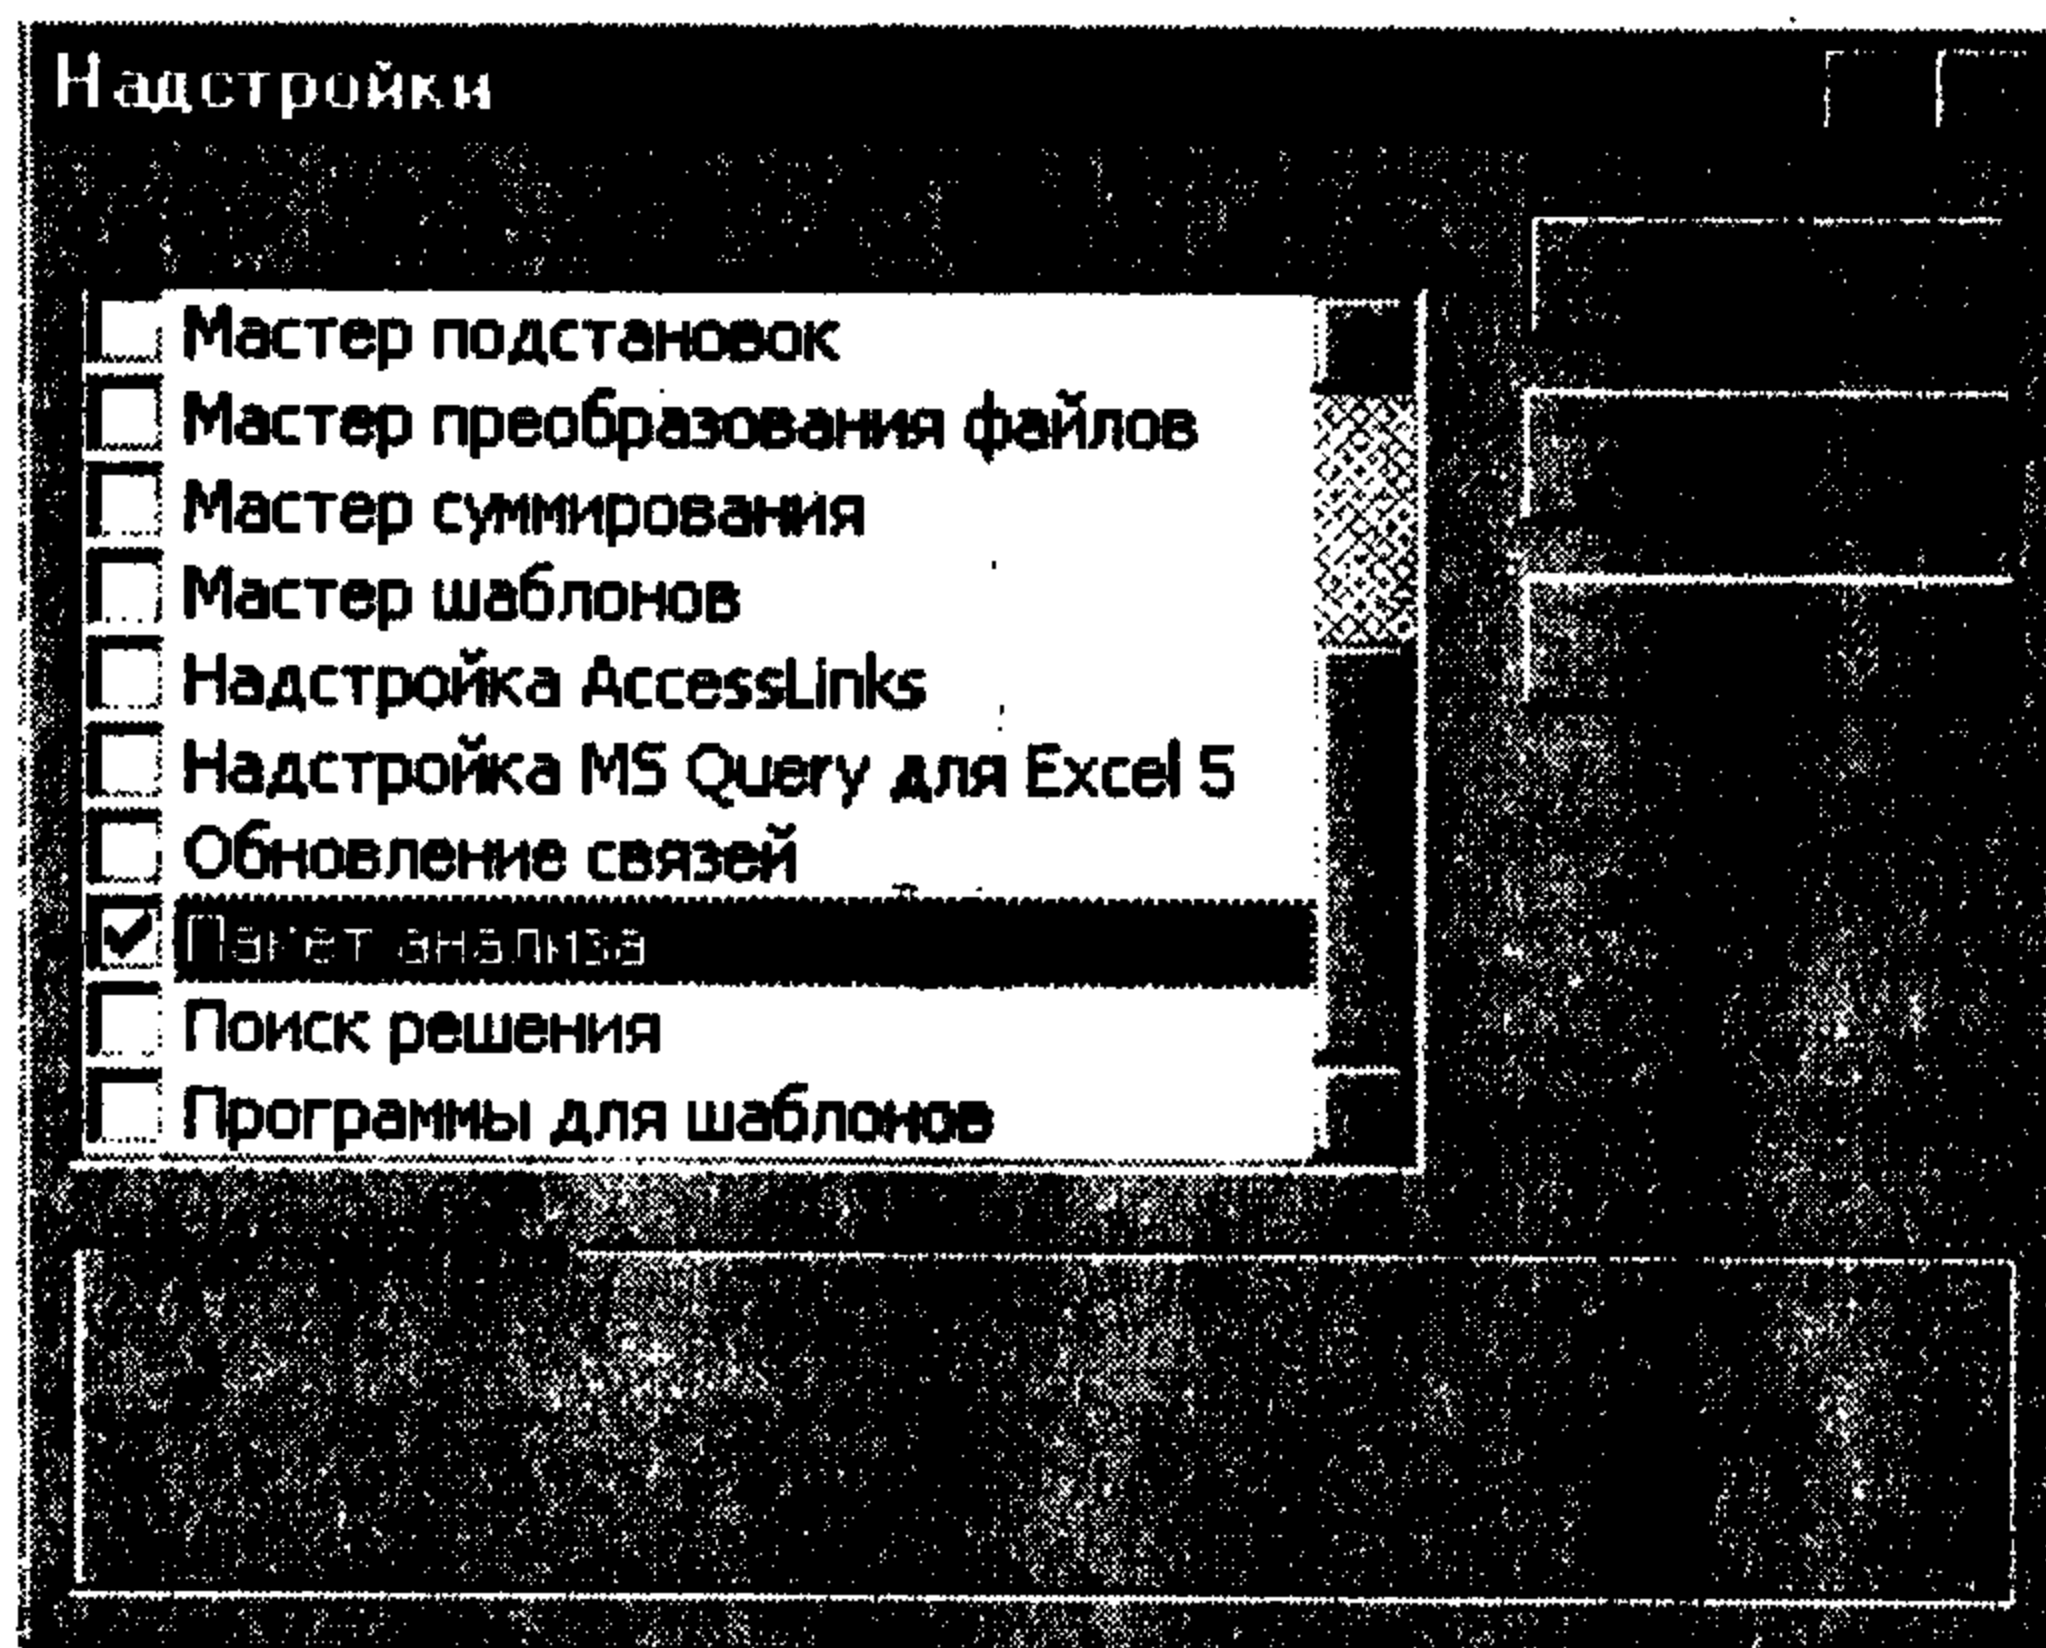 Надстройки
Мастер подстановок
Мастер преобразования файлов
Мастер суммирования
Мастер шаблонов
Надстройка AccessLinks
Надстройка MS Query для Excel 5
Обновление связей
Пакет анализа
Поиск решения
Программы для шаблонов